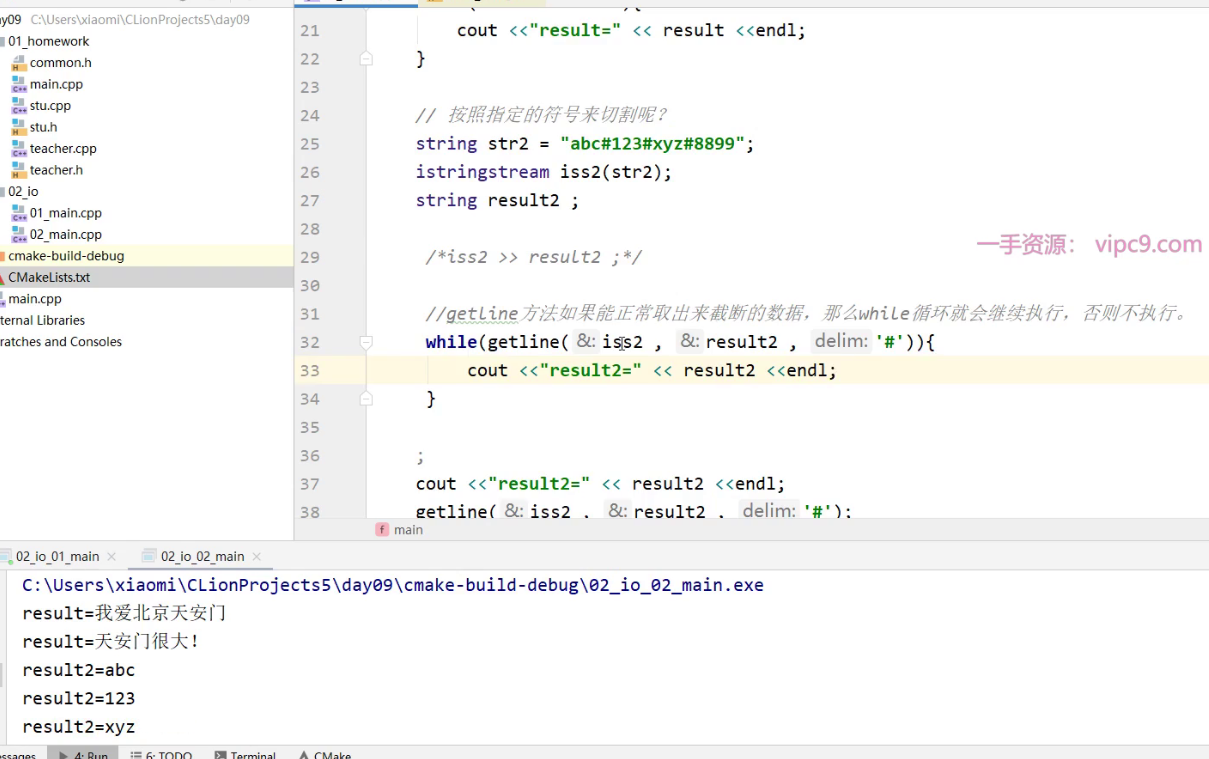 day09 C:\Users\xiaomi\CLionProjects5\day09
01_homework
common.h
main.cpp
stu.cpp
stu.h
teacher.cpp
teacher.h
02_io
01_main.cpp
02_main.cpp
cmake-build-debug
CMakeLists.txt
main.cpp
ternal Libraries
ratches and Consoles
21 cout <<"result=" << result <<endl;
22 }
23
24 // 按照指定的符号来切割呢?
25 string str2 = "abc#123#xyz#8899";
26 istringstream iss2(str2);
27 string result2 ;
28
29 /*iss2 >> result2 ;*/
30
31 //getline方法如果能正常取出来截断的数据，那么while循环就会继续执行，否则不执行。
32 while(getline( &: iss2 , &: result2 , delim: '#')){
33 cout <<"result2=" << result2 <<endl;
34 }
35
36 ;
37 cout <<"result2=" << result2 <<endl;
38 getline( &: iss2 , &: result2 , delim: '#');
一手资源： vipc9.com
f main
02_io_01_main × 02_io_02_main ×
C:\Users\xiaomi\CLionProjects5\day09\cmake-build-debug\02_io_02_main.exe
result=我爱北京天安门
result=天安门很大!
result2=abc
result2=123
result2=xyz
essages 4: Run 6: TODO Terminal CMake